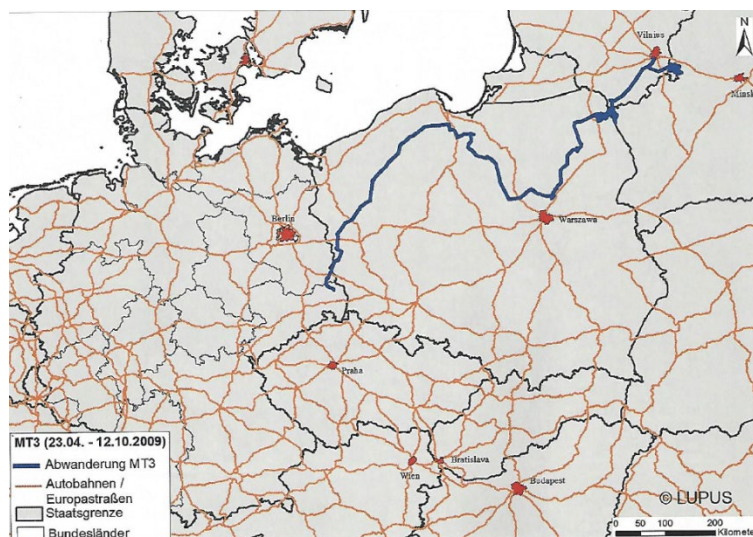 N
Vilnius
Minsk
Berlin
Warszawa
Praha
MT3 (23.04. - 12.10.2009)
Abwanderung MT3
Autobahnen /
Europastraßen
Staatsgrenze
Bundesländer
Wien
Bratislava
Budapest
© LUPUS
0 50 100 200
Kilometer